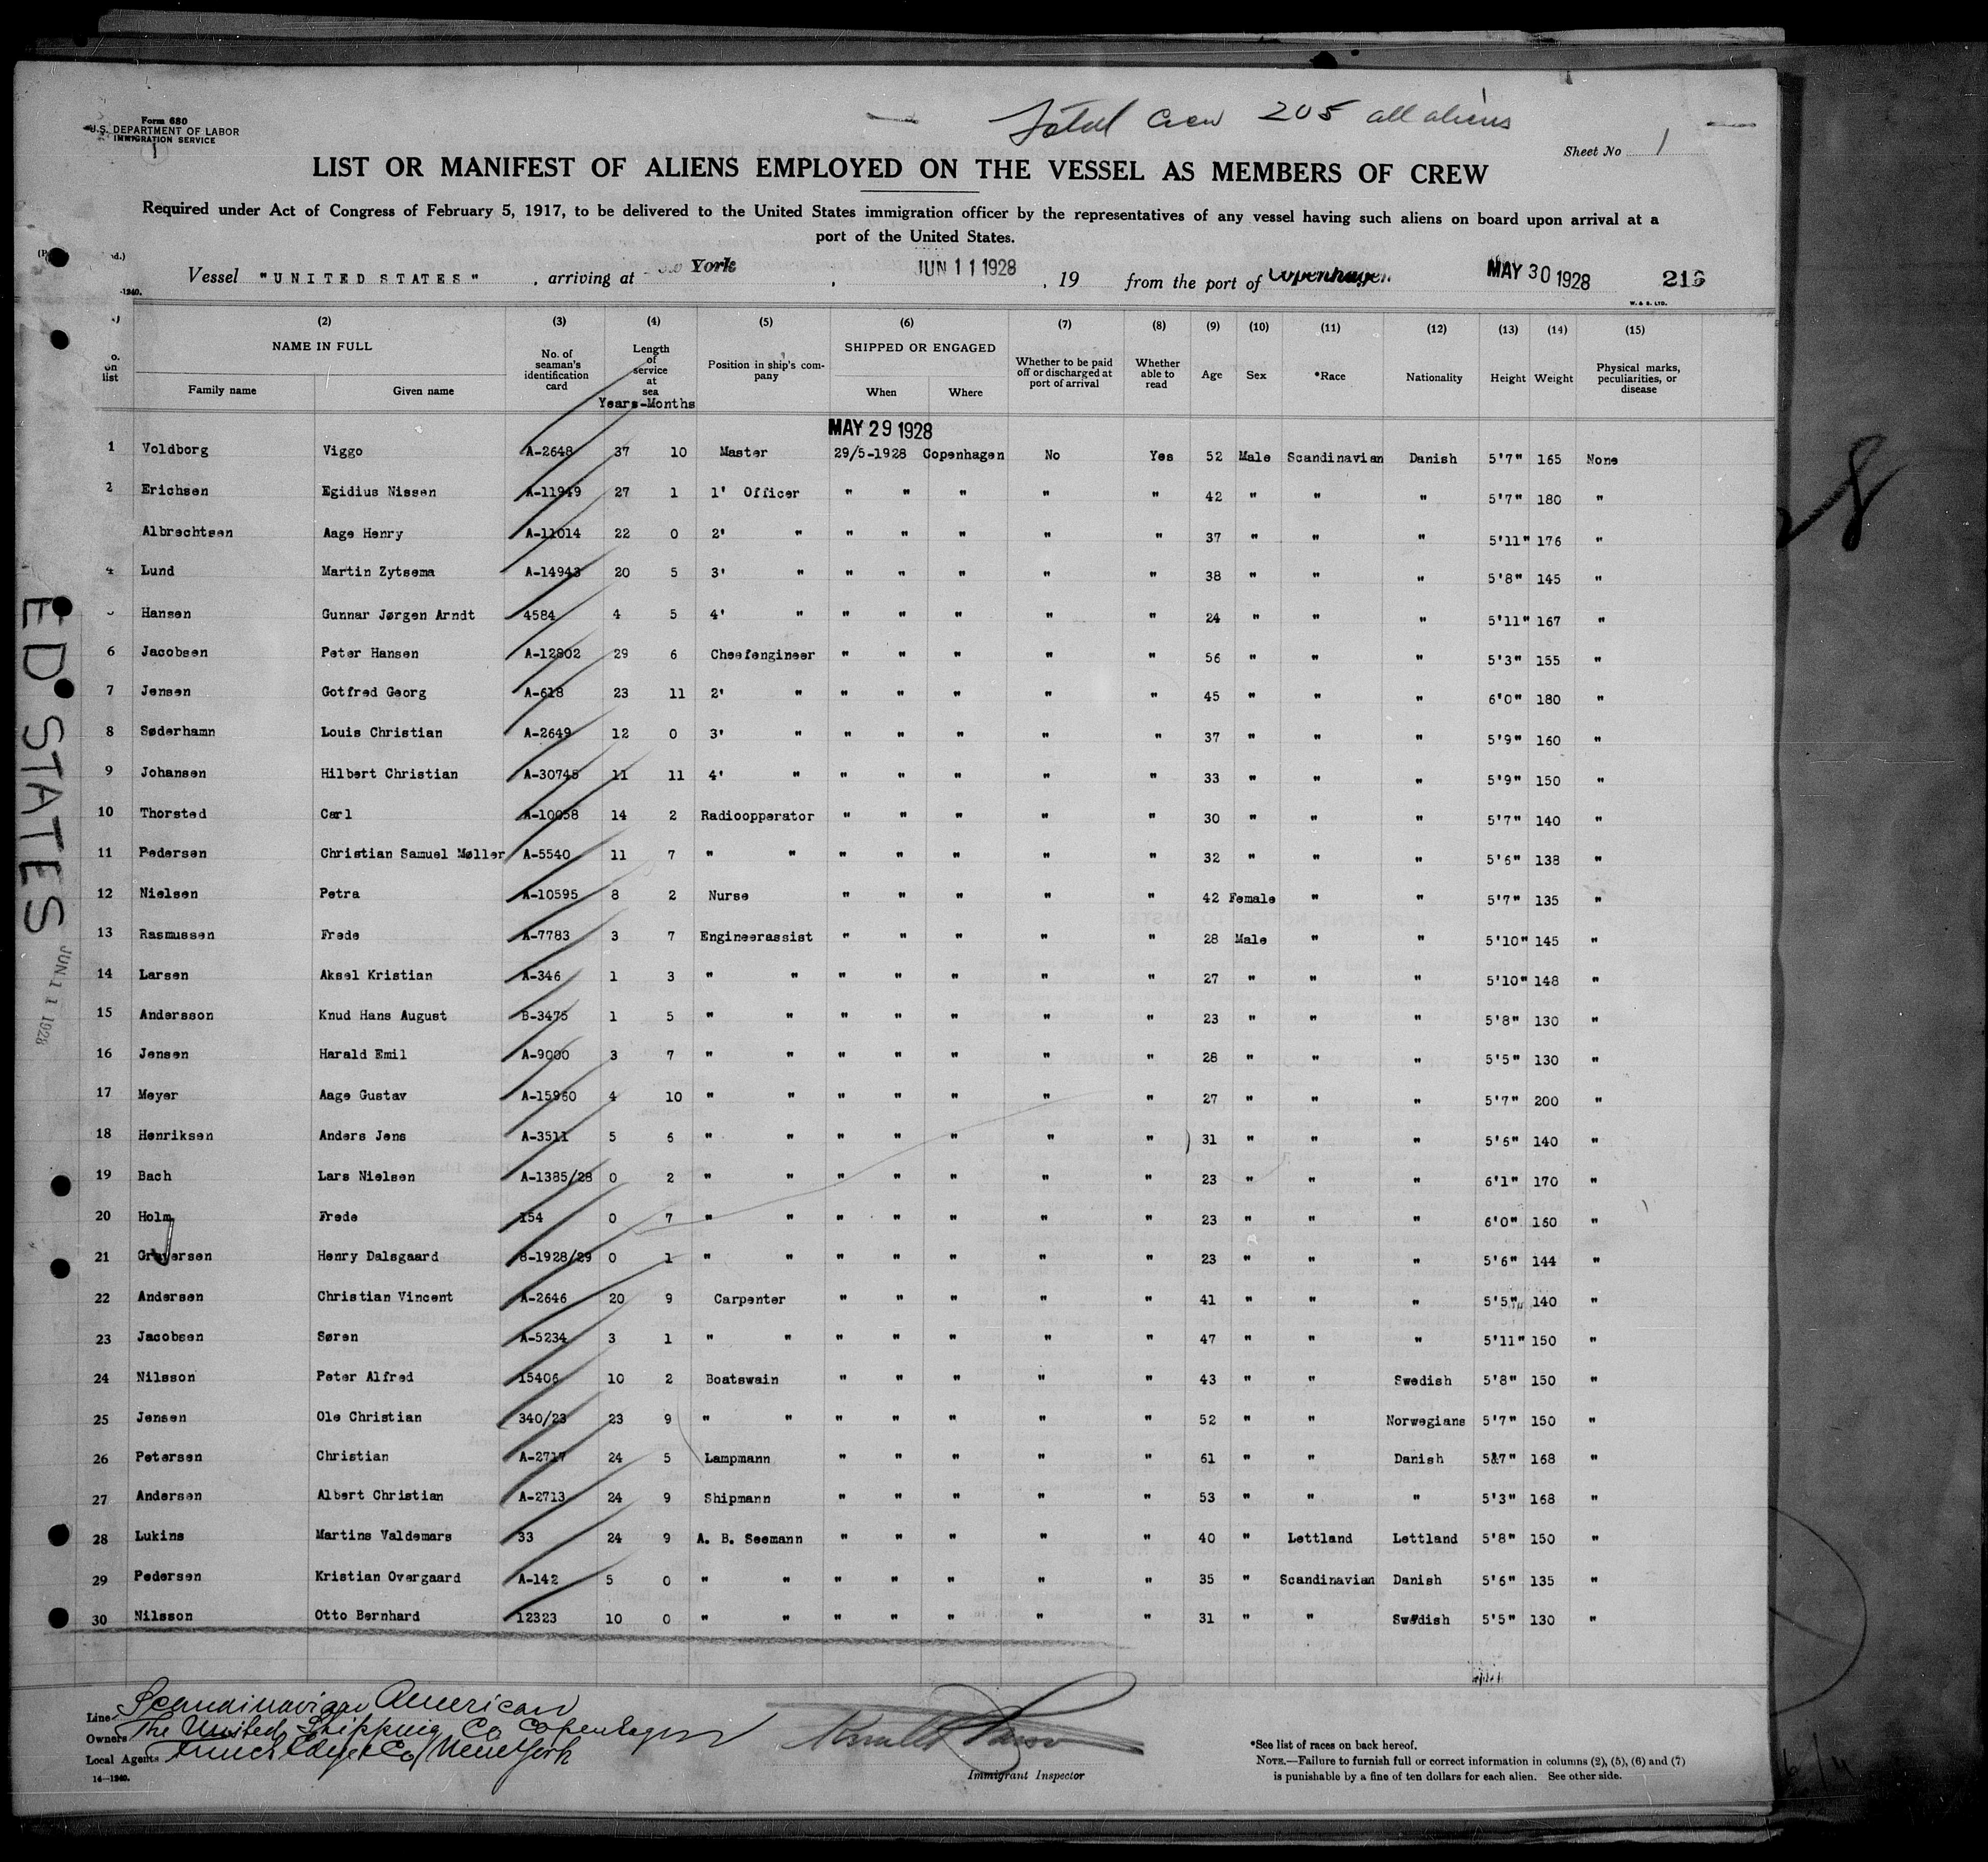 Total Crew 205 all aliens
Form 680
U.S. DEPARTMENT OF LABOR
IMMIGRATION SERVICE
Sheet No 1
LIST OR MANIFEST OF ALIENS EMPLOYED ON THE VESSEL AS MEMBERS OF CREW
Required under Act of Congress of February 5, 1917, to be delivered to the United States immigration officer by the representatives of any vessel having such aliens on board upon arrival at a
port of the United States.
Vessel "UNITED STATES" , arriving at York , JUN 11 1928 , 19 from the port of Copenhagen MAY 30 1928 216
W. & S. LTD.
(2) (3) (4) (5) (6) (7) (8) (9) (10) (11) (12) (13) (14) (15)
on list NAME IN FULL Family name Given name No. of seaman's identification card Length of service at sea Years-Months Position in ship's company SHIPPED OR ENGAGED When Where Whether to be paid off or discharged at port of arrival Whether able to read Age Sex *Race Nationality Height Weight Physical marks, peculiarities, or disease
MAY 29 1928
1 Voldborg Viggo A-2648 37 10 Master 29/5-1928 Copenhagen No Yes 52 Male Scandinavian Danish 5'7" 165 None
2 Erichsen Egidius Nissen A-11949 27 1 1' Officer " " " " " 42 " " " 5'7" 180 "
Albrechtsen Aage Henry A-11014 22 0 2' " " " " " " 37 " " " 5'11" 176 "
4 Lund Martin Zytsema A-14943 20 5 3' " " " " " " 38 " " " 5'8" 145 "
Hansen Gunnar Jørgen Arndt 4584 4 5 4' " " " " " " 24 " " " 5'11" 167 "
6 Jacobsen Peter Hansen A-12802 29 6 Cheefengineer " " " " " 56 " " " 5'3" 155 "
7 Jensen Gotfred Georg A-618 23 11 2' " " " " " " 45 " " " 6'0" 180 "
8 Søderhamn Louis Christian A-2649 12 0 3' " " " " " " 37 " " " 5'9" 160 "
9 Johansen Hilbert Christian A-30745 11 11 4' " " " " " " 33 " " " 5'9" 150 "
10 Thorsted Carl A-10058 14 2 Radioopperator " " " " " 30 " " " 5'7" 140 "
11 Pedersen Christian Samuel Møller A-5540 11 7 " " " " " " " 32 " " " 5'6" 138 "
12 Nielsen Petra A-10595 8 2 Nurse " " " " " 42 Female " " 5'7" 135 "
13 Rasmussen Frede A-7783 3 7 Engineerassist " " " " " 28 Male " " 5'10" 145 "
14 Larsen Aksel Kristian A-346 1 3 " " " " " " " 27 " " " 5'10" 148 "
15 Andersson Knud Hans August B-3475 1 5 " " " " " " " 23 " " " 5'8" 130 "
16 Jensen Harald Emil A-9000 3 7 " " " " " " " 28 " " " 5'5" 130 "
17 Meyer Aage Gustav A-15960 4 10 " " " " " " " 27 " " " 5'7" 200 "
18 Henriksen Anders Jens A-3511 5 6 " " " " " " " 31 " " " 5'6" 140 "
19 Bach Lars Nielsen A-1385/28 0 2 " " " " " " " 23 " " " 6'1" 170 "
20 Holm Frede 154 0 7 " " " " " " " 23 " " " 6'0" 160 "
21 Graversen Henry Dalsgaard 8-1928/29 0 1 " " " " " " " 23 " " " 5'6" 144 "
22 Andersen Christian Vincent A-2646 20 9 Carpenter " " " " " 41 " " " 5'5" 140 "
23 Jacobsen Søren A-5234 3 1 " " " " " " " 47 " " " 5'11" 150 "
24 Nilsson Peter Alfred 15406 10 2 Boatswain " " " " " 43 " " Swedish 5'8" 150 "
25 Jensen Ole Christian 340/23 23 9 " " " " " " " 52 " " Norwegians 5'7" 150 "
26 Petersen Christian A-2717 24 5 Lampmann " " " " " 61 " " Danish 5&7" 168 "
27 Andersen Albert Christian A-2713 24 9 Shipmann " " " " " 53 " " " 5'3" 168 "
28 Lukins Martins Valdemars 33 24 9 A. B. Seemann " " " " " 40 " Lettland Lettland 5'8" 150 "
29 Pedersen Kristian Overgaard A-142 5 0 " " " " " " " 35 " Scandinavian Danish 5'6" 135 "
30 Nilsson Otto Bernhard 12323 10 0 " " " " " " " 31 " " Swedish 5'5" 130 "
ED STATES
JUN 11 1928
Line Scandinavian American
Owners The United Shipping Co Copenhagen
Local Agents Funch Edye & Co New York
14-1240.
Immigrant Inspector
*See list of races on back hereof.
NOTE.—Failure to furnish full or correct information in columns (2), (5), (6) and (7)
is punishable by a fine of ten dollars for each alien. See other side.